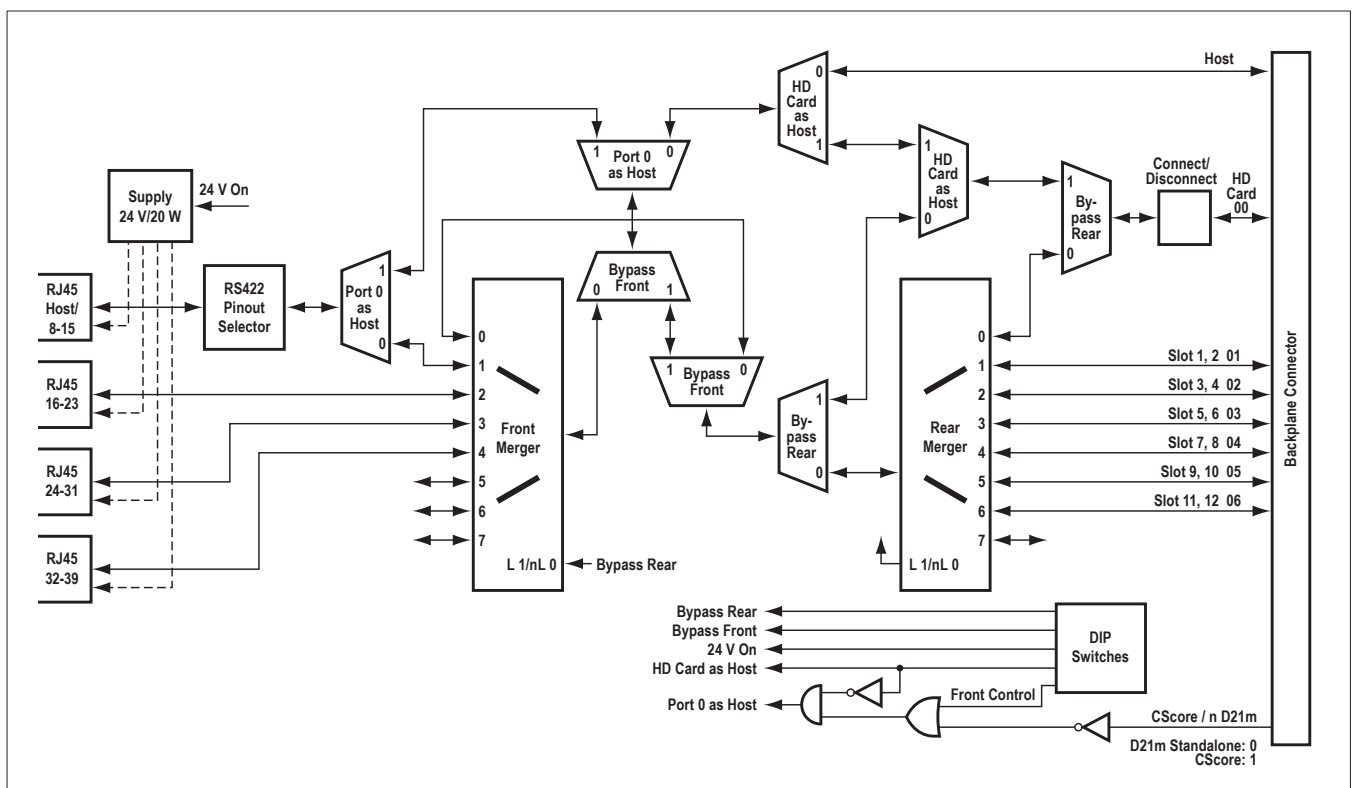 Host
0
HD
Card
as
Host
1
1 Port 0 0
as Host
1
HD
Card
as
Host
0
Connect/
Disconnect
HD
Card
00
1
By-
pass
Rear
0
Supply
24 V/20 W
24 V On
RJ45
Host/
8-15
RS422
Pinout
Selector
1
Port 0
as
Host
0
Bypass
Front
0 1
1 0
Bypass
Front
1
By-
pass
Rear
0
RJ45
16-23
RJ45
24-31
RJ45
32-39
0
1
2
3
4
5
6
7
Front
Merger
L 1/nL 0
Bypass Rear
0
1
2
3
4
5
6
7
Rear
Merger
L 1/nL 0
Slot 1, 2 01
Slot 3, 4 02
Slot 5, 6 03
Slot 7, 8 04
Slot 9, 10 05
Slot 11, 12 06
Backplane Connector
Bypass Rear
Bypass Front
24 V On
HD Card as Host
Port 0 as Host
DIP
Switches
Front Control
CScore / n D21m
D21m Standalone: 0
CScore: 1